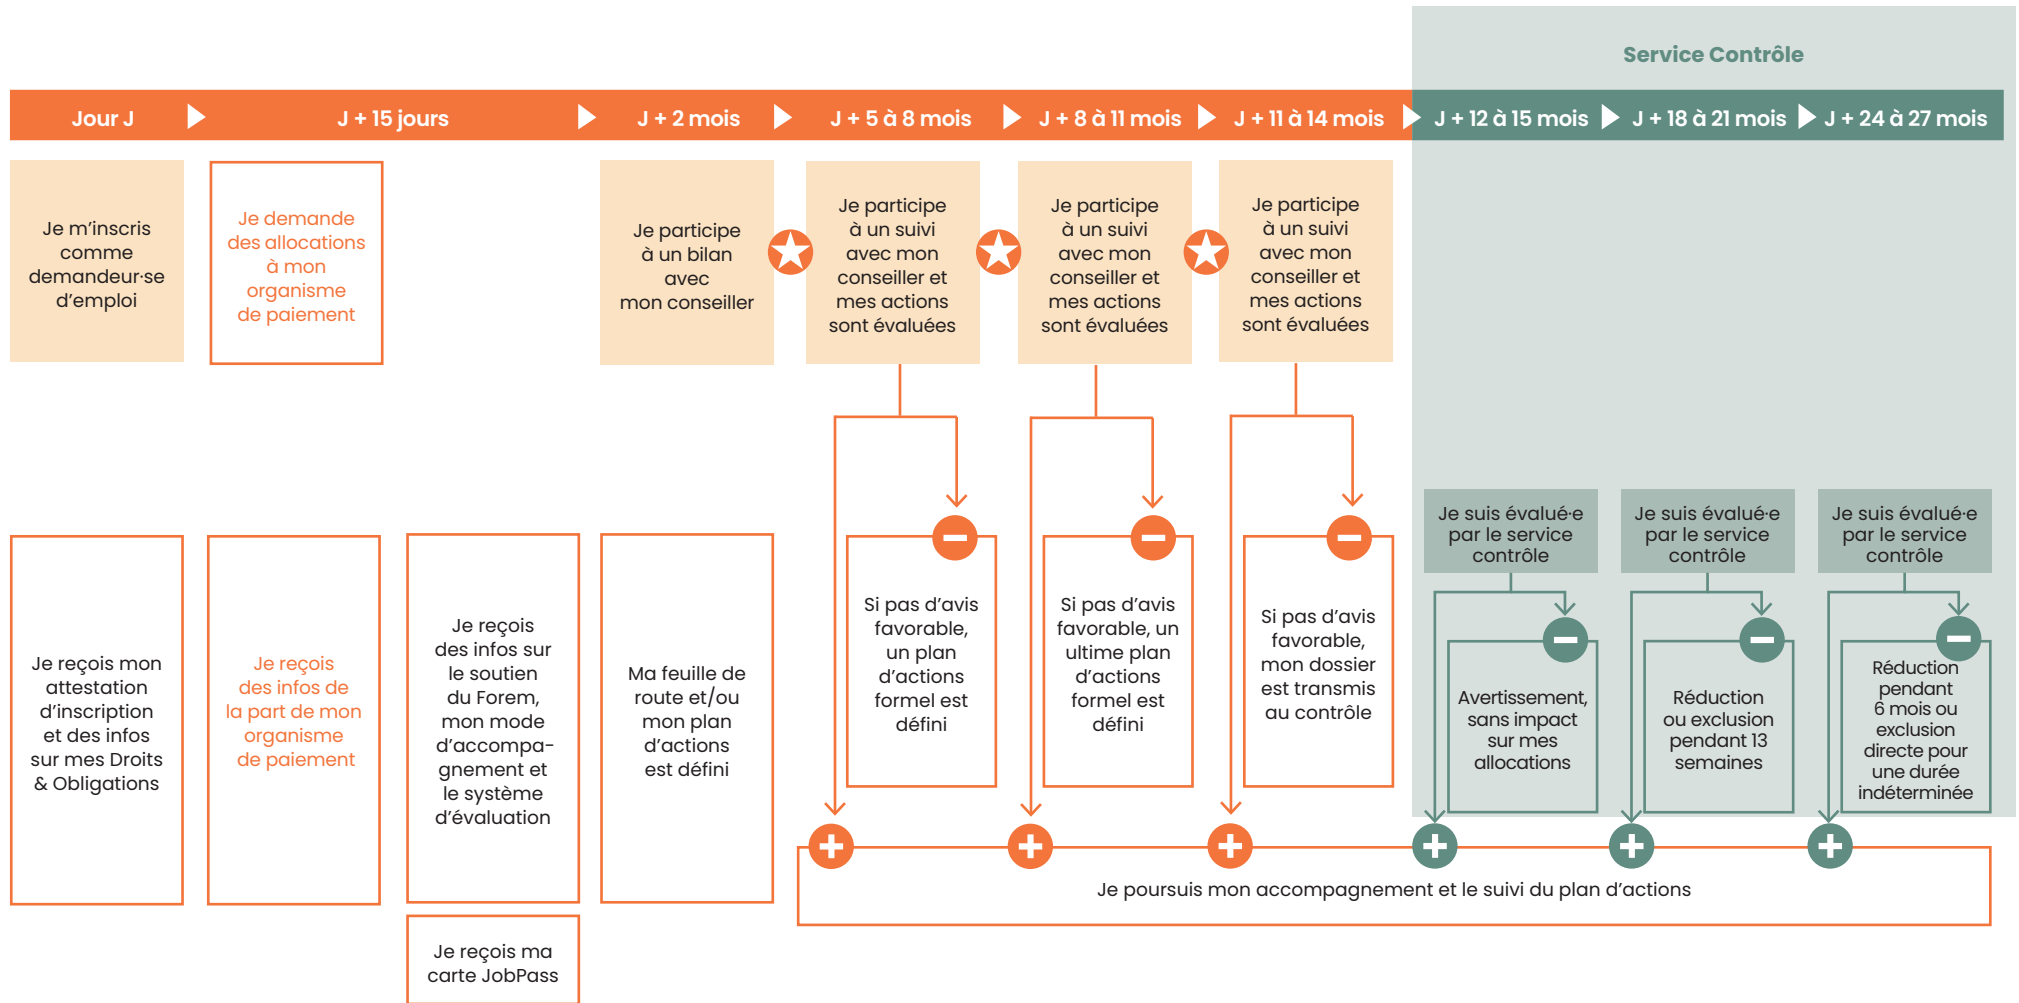 Service Contrôle
Jour J
J + 15 jours
J + 2 mois
J + 5 à 8 mois
J + 8 à 11 mois
J + 11 à 14 mois
J + 12 à 15 mois
J + 18 à 21 mois
J + 24 à 27 mois
Je m'inscris
comme
demandeur·se
d'emploi
Je demande
des allocations
à mon
organisme
de paiement
Je participe
à un bilan
avec
mon conseiller
Je participe
à un suivi
avec mon
conseiller et
mes actions
sont évaluées
Je participe
à un suivi
avec mon
conseiller et
mes actions
sont évaluées
Je participe
à un suivi
avec mon
conseiller et
mes actions
sont évaluées
Je suis évalué·e
par le service
contrôle
Je suis évalué·e
par le service
contrôle
Je suis évalué·e
par le service
contrôle
Je reçois mon
attestation
d'inscription
et des infos
sur mes Droits
& Obligations
Je reçois
des infos de
la part de mon
organisme
de paiement
Je reçois
des infos sur
le soutien
du Forem,
mon mode
d'accompa-
gnement et
le système
d'évaluation
Ma feuille de
route et/ou
mon plan
d'actions
est défini
Si pas d'avis
favorable,
un plan
d'actions
formel est
défini
Si pas d'avis
favorable, un
ultime plan
d'actions
formel est
défini
Si pas d'avis
favorable,
mon dossier
est transmis
au contrôle
Avertissement,
sans impact
sur mes
allocations
Réduction
ou exclusion
pendant 13
semaines
Réduction
pendant
6 mois ou
exclusion
directe pour
une durée
indéterminée
Je poursuis mon accompagnement et le suivi du plan d'actions
Je reçois ma
carte JobPass